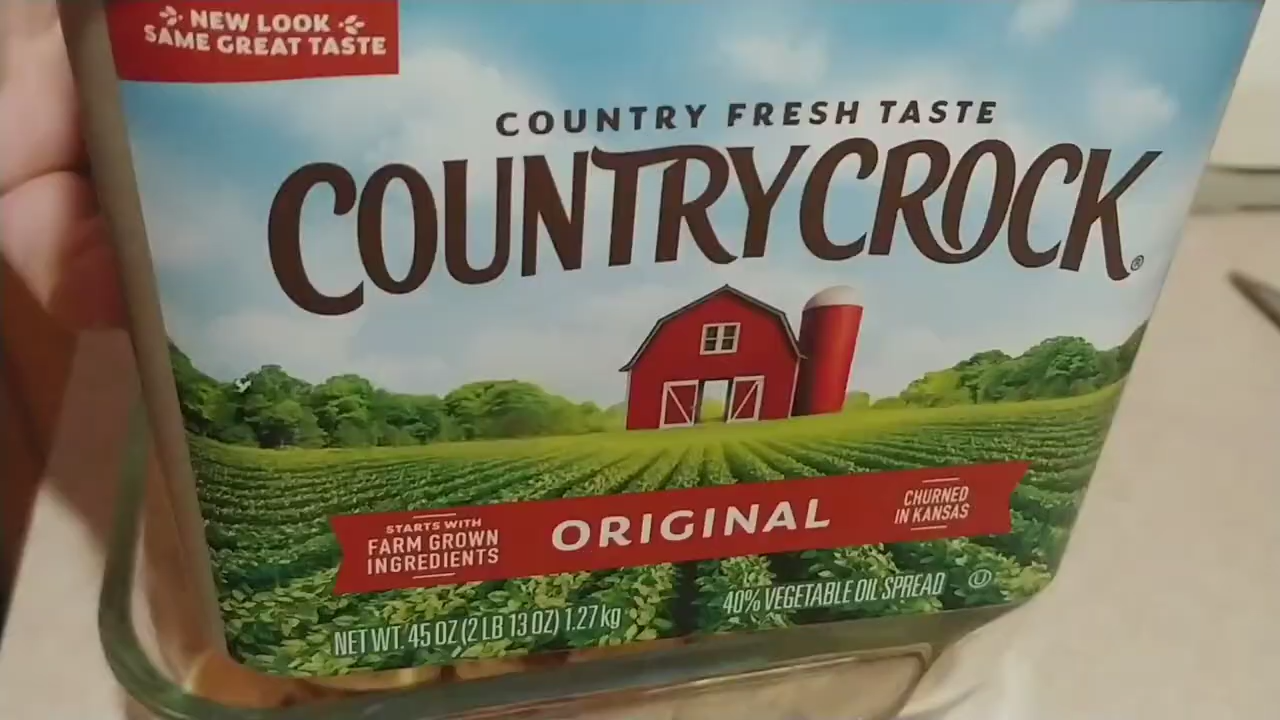 NEW LOOK
SAME GREAT TASTE
COUNTRY FRESH TASTE
COUNTRY CROCK®
STARTS WITH
FARM GROWN
INGREDIENTS
ORIGINAL
CHURNED
IN KANSAS
NET WT. 45 OZ (2 LB 13 OZ) 1.27 kg
40% VEGETABLE OIL SPREAD
U